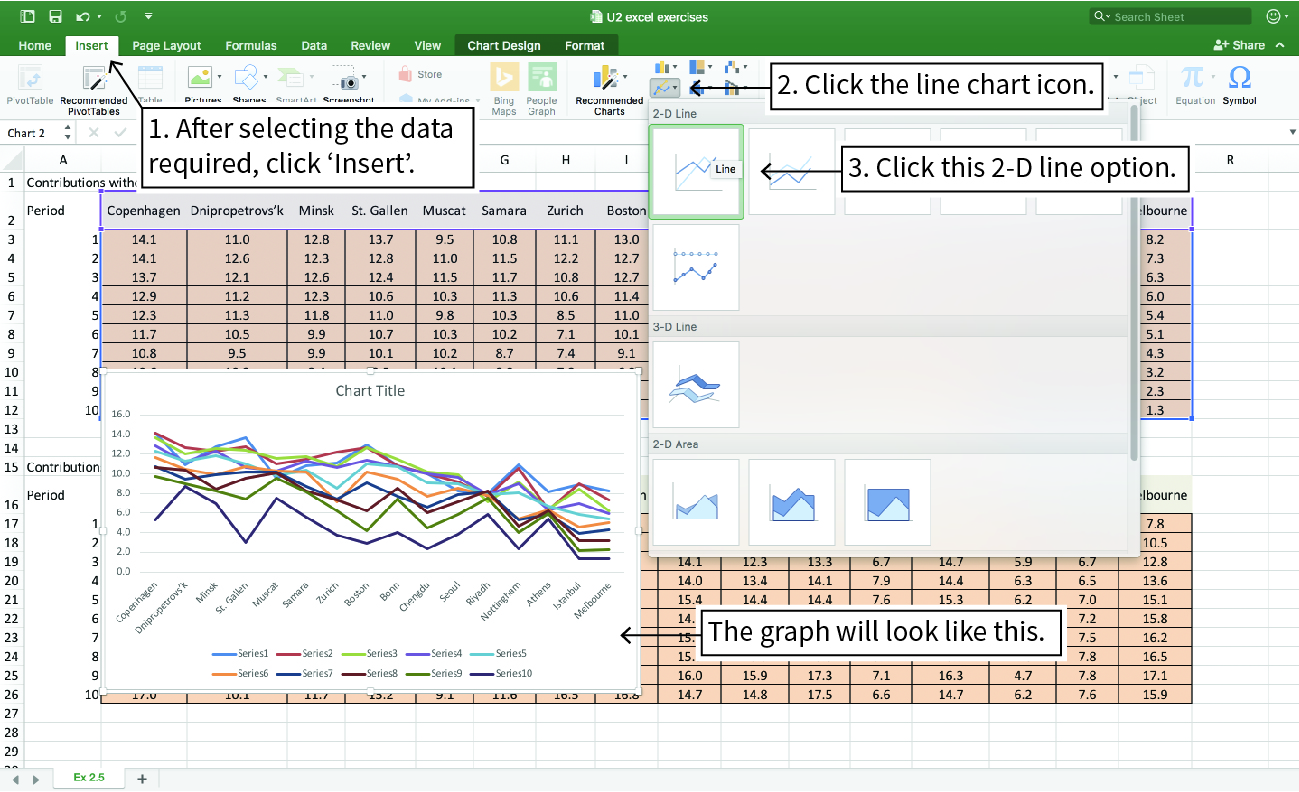 U2 excel exercises
Search Sheet
Home Insert Page Layout Formulas Data Review View Chart Design Format Share
PivotTable Recommended PivotTables Table Pictures Shapes SmartArt Screenshot Store My Add-ins Bing Maps People Graph Recommended Charts Object Equation Symbol
2. Click the line chart icon.
Chart 2
1. After selecting the data
required, click ‘Insert’.
2-D Line
Line
3. Click this 2-D line option.
A G H I R
1 Contributions witho
2 Period Copenhagen Dnipropetrovs’k Minsk St. Gallen Muscat Samara Zurich Boston elbourne
3 1 14.1 11.0 12.8 13.7 9.5 10.8 11.1 13.0 8.2
4 2 14.1 12.6 12.3 12.8 11.0 11.5 12.2 12.7 7.3
5 3 13.7 12.1 12.6 12.4 11.5 11.7 10.8 12.7 6.3
6 4 12.9 11.2 12.3 10.6 10.3 11.3 10.6 11.4 6.0
7 5 12.3 11.3 11.8 11.0 9.8 10.3 8.5 11.0 5.4
8 6 11.7 10.5 9.9 10.7 10.3 10.2 7.1 10.1 5.1
9 7 10.8 9.5 9.9 10.1 10.2 8.7 7.4 9.1 4.3
10 8 3.2
11 9 2.3
12 10 1.3
13
14
15 Contribution
16 Period n elbourne
17 1 7.8
18 2 10.5
19 3 14.1 12.3 13.3 6.7 14.7 5.9 6.7 12.8
20 4 14.0 13.4 14.1 7.9 14.4 6.3 6.5 13.6
21 5 15.4 14.4 14.4 7.6 15.3 6.2 7.0 15.1
22 6 14. 7.2 15.8
23 7 15. 7.5 16.2
24 8 15. 7.8 16.5
25 9 16.0 15.9 17.3 7.1 16.3 4.7 7.8 17.1
26 10 17.0 10.1 11.7 13.2 9.1 11.6 16.3 16.8 14.7 14.8 17.5 6.6 14.7 6.2 7.6 15.9
27
28
29
3-D Line
2-D Area
Chart Title
16.0
14.0
12.0
10.0
8.0
6.0
4.0
2.0
0.0
Copenhagen Dnipropetrovs’k Minsk St. Gallen Muscat Samara Zurich Boston Bonn Chengdu Seoul Riyadh Nottingham Athens Istanbul Melbourne
Series1 Series2 Series3 Series4 Series5
Series6 Series7 Series8 Series9 Series10
The graph will look like this.
Ex 2.5 +